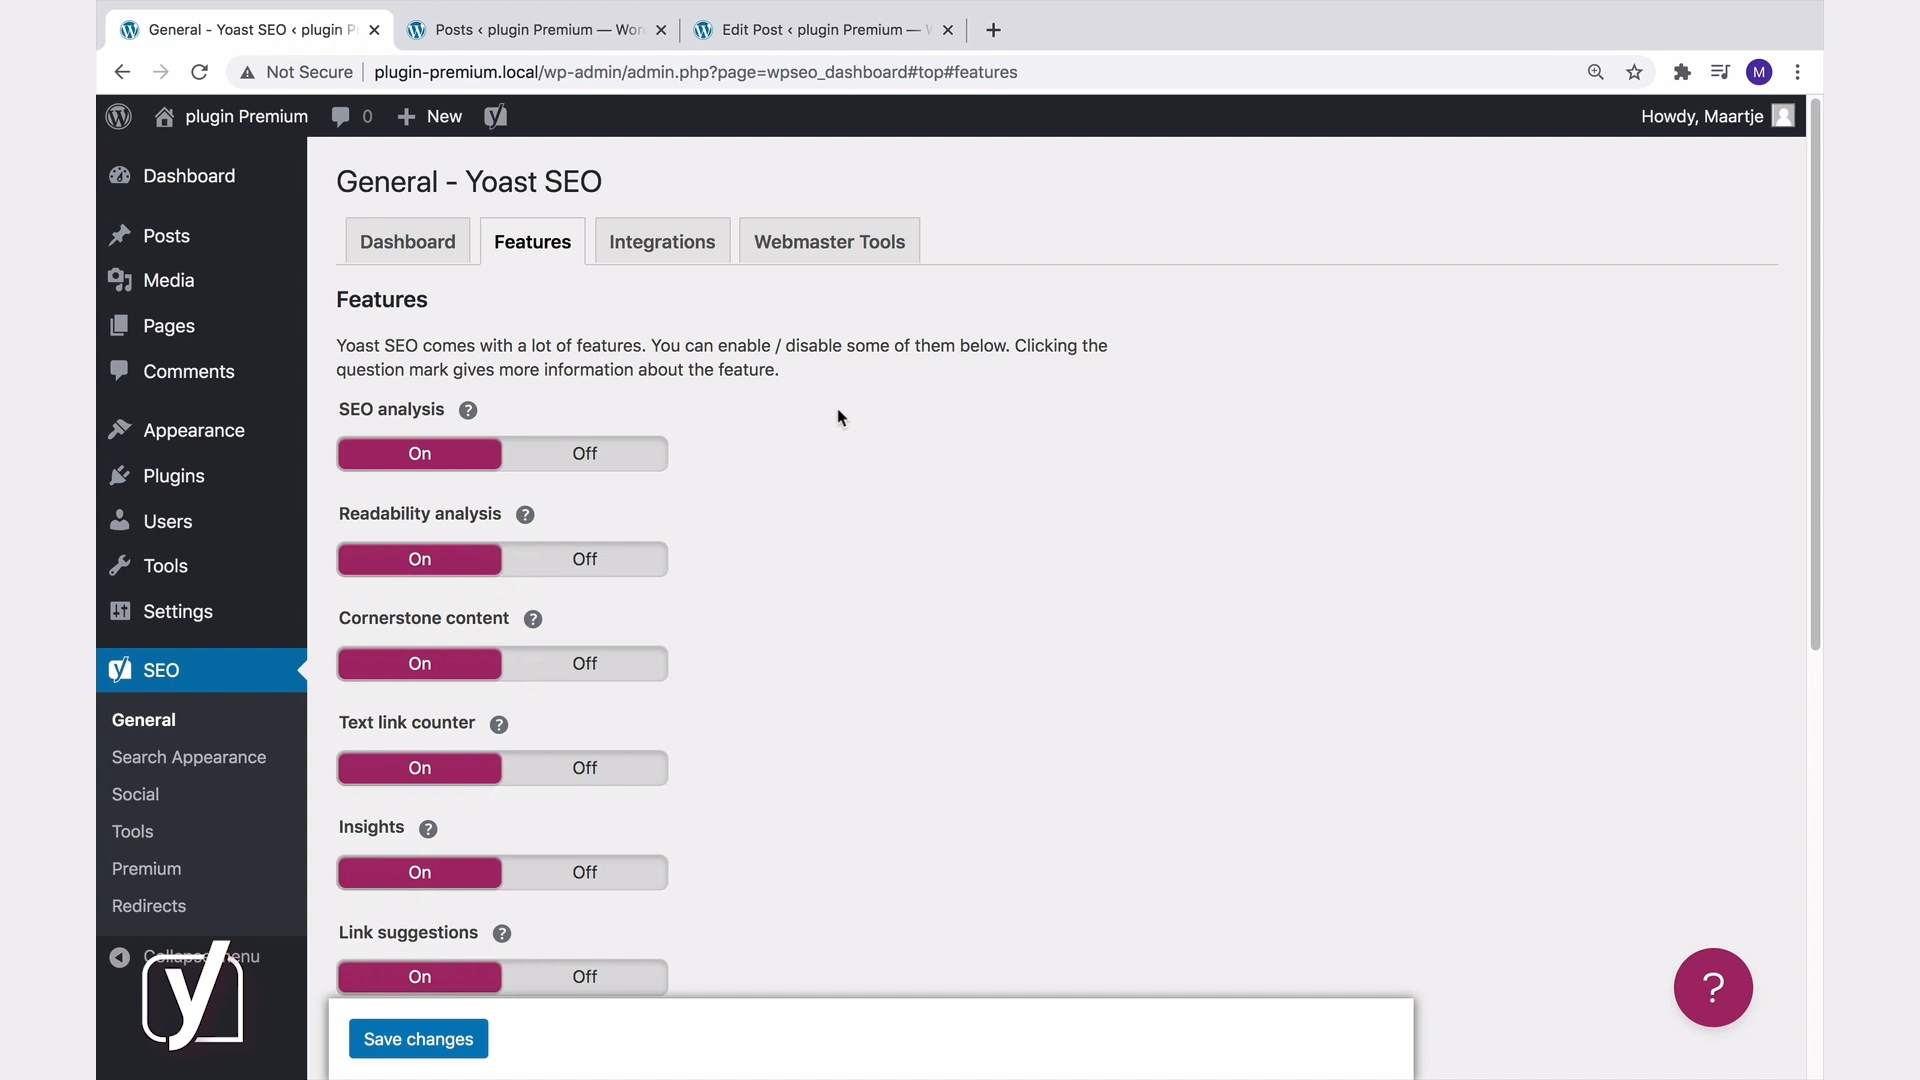 General - Yoast SEO ‹ plugin P
Posts ‹ plugin Premium — Wor
Edit Post ‹ plugin Premium — W
Not Secure
plugin-premium.local/wp-admin/admin.php?page=wpseo_dashboard#top#features
M
plugin Premium
0
New
Howdy, Maartje
Dashboard
Posts
Media
Pages
Comments
Appearance
Plugins
Users
Tools
Settings
SEO
General
Search Appearance
Social
Tools
Premium
Redirects
Collapse menu
General - Yoast SEO
Dashboard
Features
Integrations
Webmaster Tools
Features
Yoast SEO comes with a lot of features. You can enable / disable some of them below. Clicking the
question mark gives more information about the feature.
SEO analysis ?
On Off
Readability analysis ?
On Off
Cornerstone content ?
On Off
Text link counter ?
On Off
Insights ?
On Off
Link suggestions ?
On Off
Save changes
?